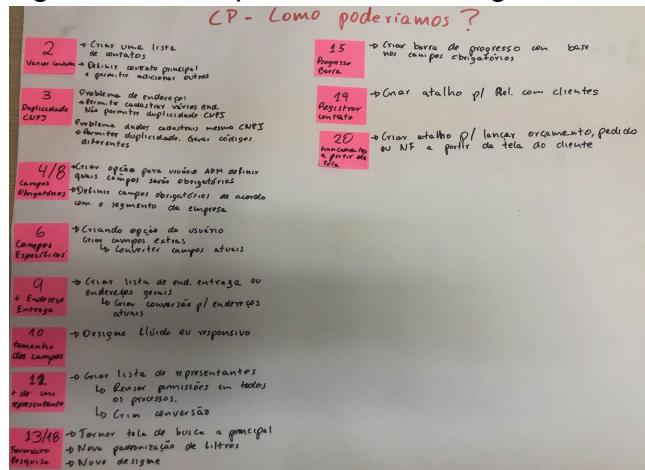 CP - Como poderíamos ?
2
Varios Contatos
→ Criar uma lista
de contatos
→ Definir contato principal
e permitir adicionar outros
3
Duplicidade
CNPJ
Problema de endereço:
→ Permitir cadastrar vários end.
Não permitir duplicidade CNPJ
Problema dados cadastrais mesmo CNPJ
→ Permitir duplicidade. Gerar códigos
diferentes
4/8
Campos
Obrigatórios
→ Criar opção para usuário ADM definir
quais campos serão obrigatórios
→ Definir campos obrigatórios de acordo
com o segmento da empresa
6
Campos
Específicos
→ Criando opção do usuário
criar campos extras
↳ Converter campos atuais
9
+ Endereço
Entrega
→ Criar lista de end. entrega ou
endereços gerais
↳ Criar conversão p/ endereços
atuais
10
tamanho
dos campos
→ Designe flúido ou responsivo
12
+ de um
representante
→ Criar lista de representantes
↳ Revisar permissões em todos
os processos.
↳ Criar conversão
13/18
Formato
Pesquisa
→ Tornar tela de busca a principal
→ Nova padronização de filtros
→ Novo designe
15
Progresso
Barra
→ Criar barra de progresso com base
nos campos obrigatórios
19
Registrar
contato
→ Criar atalho p/ Rel. com clientes
20
lançamentos
a partir da
tela
→ Criar atalho p/ lançar orçamento, pedido
ou NF a partir da tela do cliente